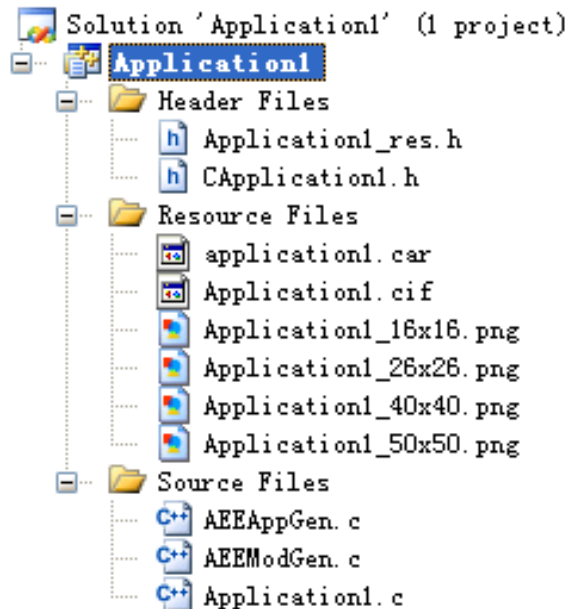 Solution 'Application1' (1 project)
Application1
Header Files
Application1_res.h
CApplication1.h
Resource Files
application1.car
Application1.cif
Application1_16x16.png
Application1_26x26.png
Application1_40x40.png
Application1_50x50.png
Source Files
AEEAppGen.c
AEEModGen.c
Application1.c